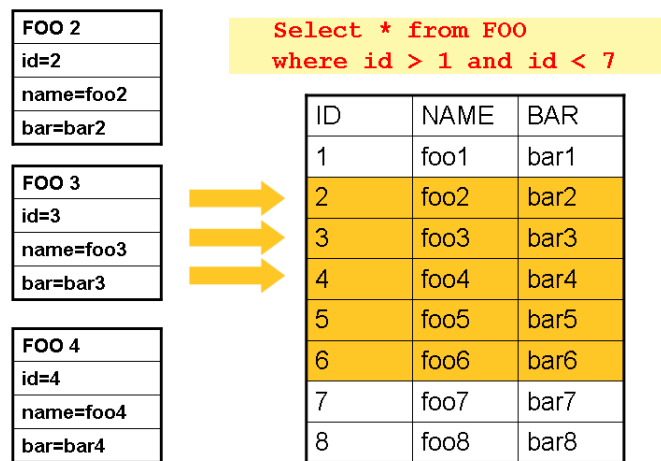 FOO 2
id=2
name=foo2
bar=bar2
FOO 3
id=3
name=foo3
bar=bar3
FOO 4
id=4
name=foo4
bar=bar4
Select * from FOO
where id > 1 and id < 7
ID NAME BAR
1 foo1 bar1
2 foo2 bar2
3 foo3 bar3
4 foo4 bar4
5 foo5 bar5
6 foo6 bar6
7 foo7 bar7
8 foo8 bar8